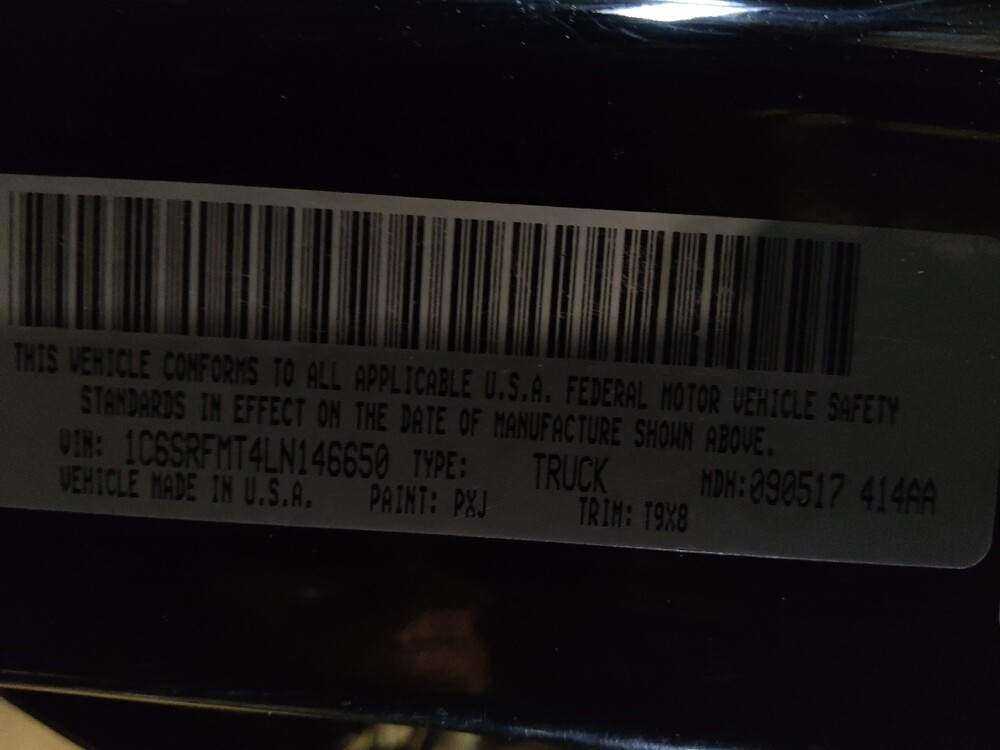 THIS VEHICLE CONFORMS TO ALL APPLICABLE U.S.A. FEDERAL MOTOR VEHICLE SAFETY
STANDARDS IN EFFECT ON THE DATE OF MANUFACTURE SHOWN ABOVE.
VIN: 1C6SRFMT4LN146650 TYPE: TRUCK MDH:090517 414AA
VEHICLE MADE IN U.S.A. PAINT: PXJ TRIM: T9X8